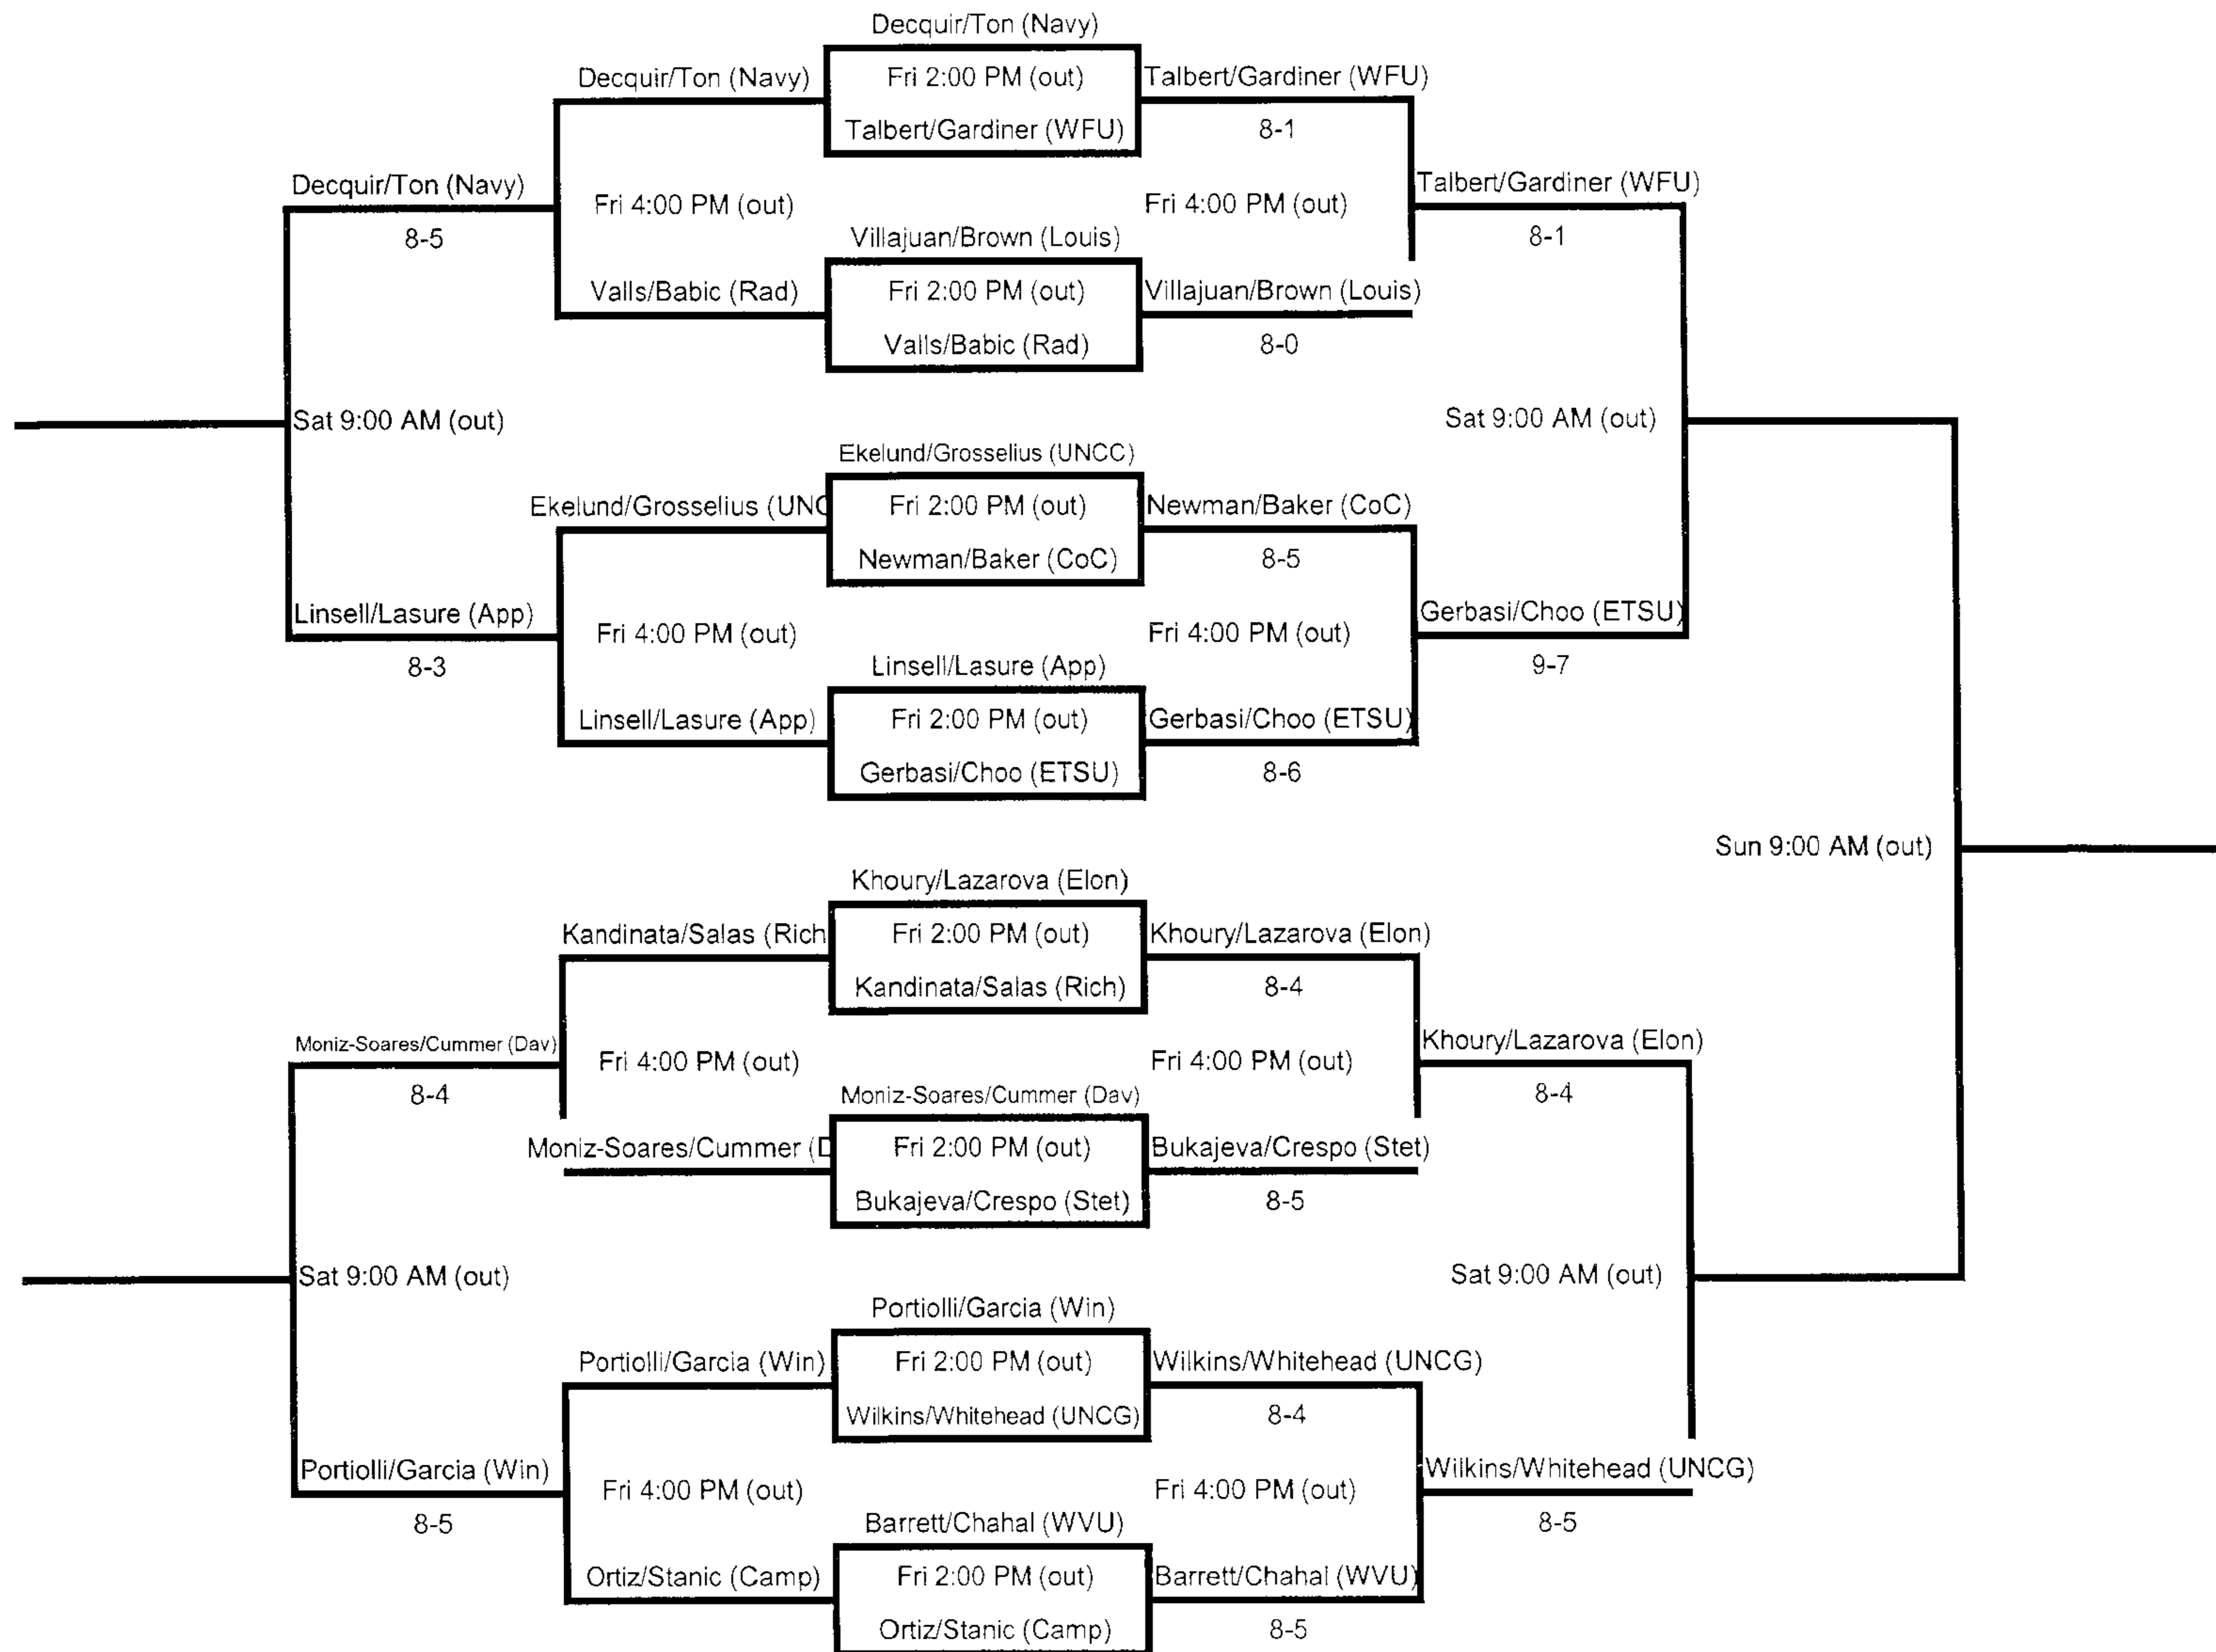 Decquir/Ton (Navy)
Decquir/Ton (Navy)
Fri 2:00 PM (out)
Talbert/Gardiner (WFU)
Talbert/Gardiner (WFU)
8-1
Decquir/Ton (Navy)
8-5
Fri 4:00 PM (out)
Fri 4:00 PM (out)
Talbert/Gardiner (WFU)
8-1
Villajuan/Brown (Louis)
Valls/Babic (Rad)
Fri 2:00 PM (out)
Villajuan/Brown (Louis)
Valls/Babic (Rad)
8-0
Sat 9:00 AM (out)
Sat 9:00 AM (out)
Ekelund/Grosselius (UNCC)
Ekelund/Grosselius (UNC
Fri 2:00 PM (out)
Newman/Baker (CoC)
Newman/Baker (CoC)
8-5
Linsell/Lasure (App)
8-3
Fri 4:00 PM (out)
Fri 4:00 PM (out)
Gerbasi/Choo (ETSU)
9-7
Linsell/Lasure (App)
Linsell/Lasure (App)
Fri 2:00 PM (out)
Gerbasi/Choo (ETSU)
Gerbasi/Choo (ETSU)
8-6
Sun 9:00 AM (out)
Khoury/Lazarova (Elon)
Kandinata/Salas (Rich
Fri 2:00 PM (out)
Khoury/Lazarova (Elon)
Kandinata/Salas (Rich)
8-4
Moniz-Soares/Cummer (Dav)
8-4
Fri 4:00 PM (out)
Fri 4:00 PM (out)
Khoury/Lazarova (Elon)
8-4
Moniz-Soares/Cummer (Dav)
Moniz-Soares/Cummer (D
Fri 2:00 PM (out)
Bukajeva/Crespo (Stet)
Bukajeva/Crespo (Stet)
8-5
Sat 9:00 AM (out)
Sat 9:00 AM (out)
Portiolli/Garcia (Win)
Portiolli/Garcia (Win)
Fri 2:00 PM (out)
Wilkins/Whitehead (UNCG)
Wilkins/Whitehead (UNCG)
8-4
Portiolli/Garcia (Win)
8-5
Fri 4:00 PM (out)
Fri 4:00 PM (out)
Wilkins/Whitehead (UNCG)
8-5
Barrett/Chahal (WVU)
Ortiz/Stanic (Camp)
Fri 2:00 PM (out)
Barrett/Chahal (WVU)
Ortiz/Stanic (Camp)
8-5